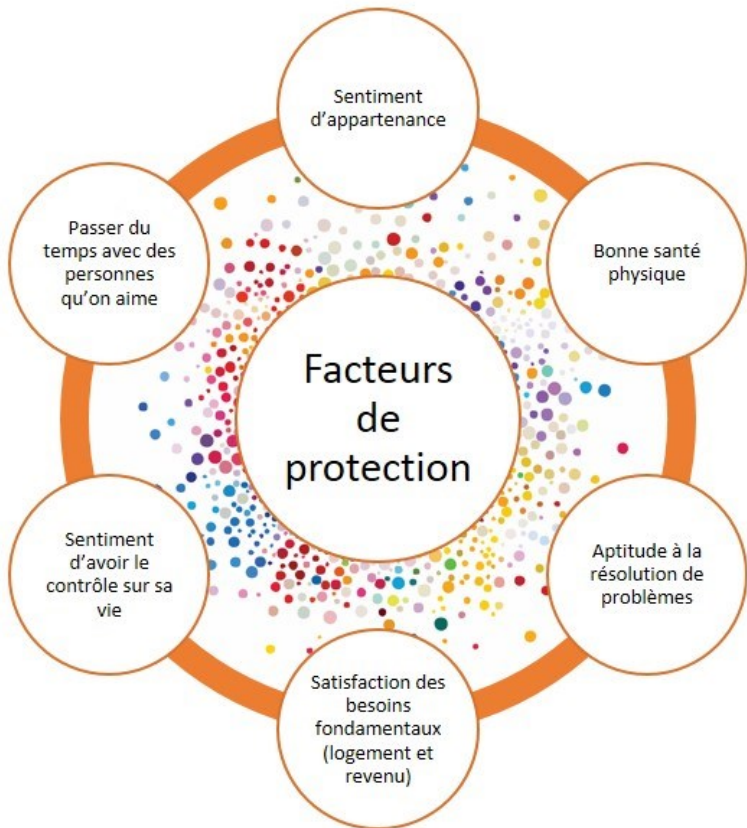 Sentiment
d'appartenance
Bonne santé
physique
Aptitude à la
résolution de
problèmes
Satisfaction des
besoins
fondamentaux
(logement et
revenu)
Sentiment
d'avoir le
contrôle sur sa
vie
Passer du
temps avec des
personnes
qu'on aime
Facteurs
de
protection